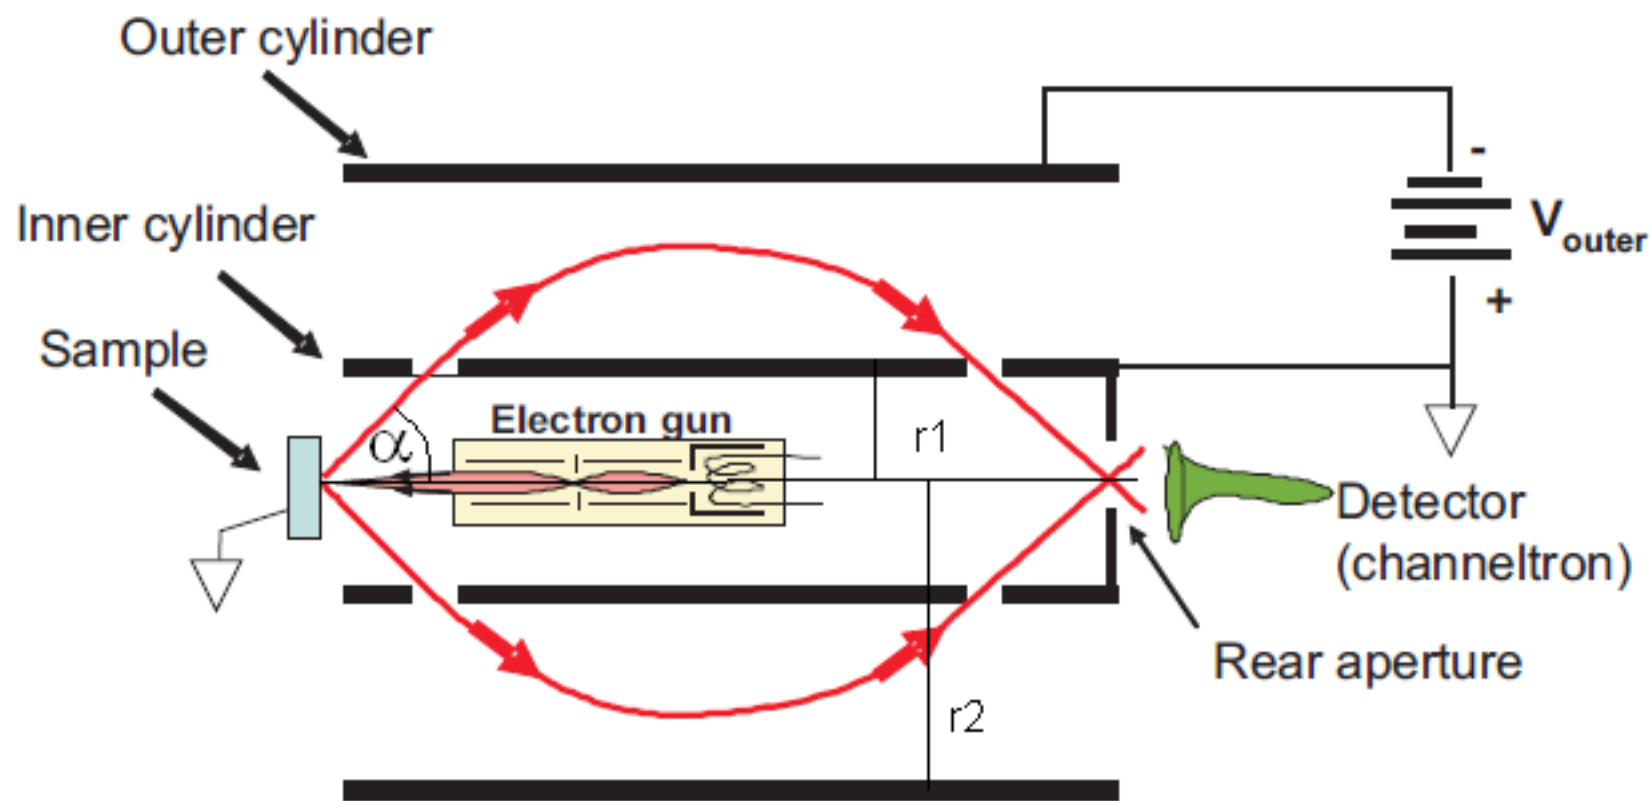 Outer cylinder
-
Inner cylinder
V outer
+
Sample
Electron gun
α
r1
Detector
(channeltron)
Rear aperture
r2